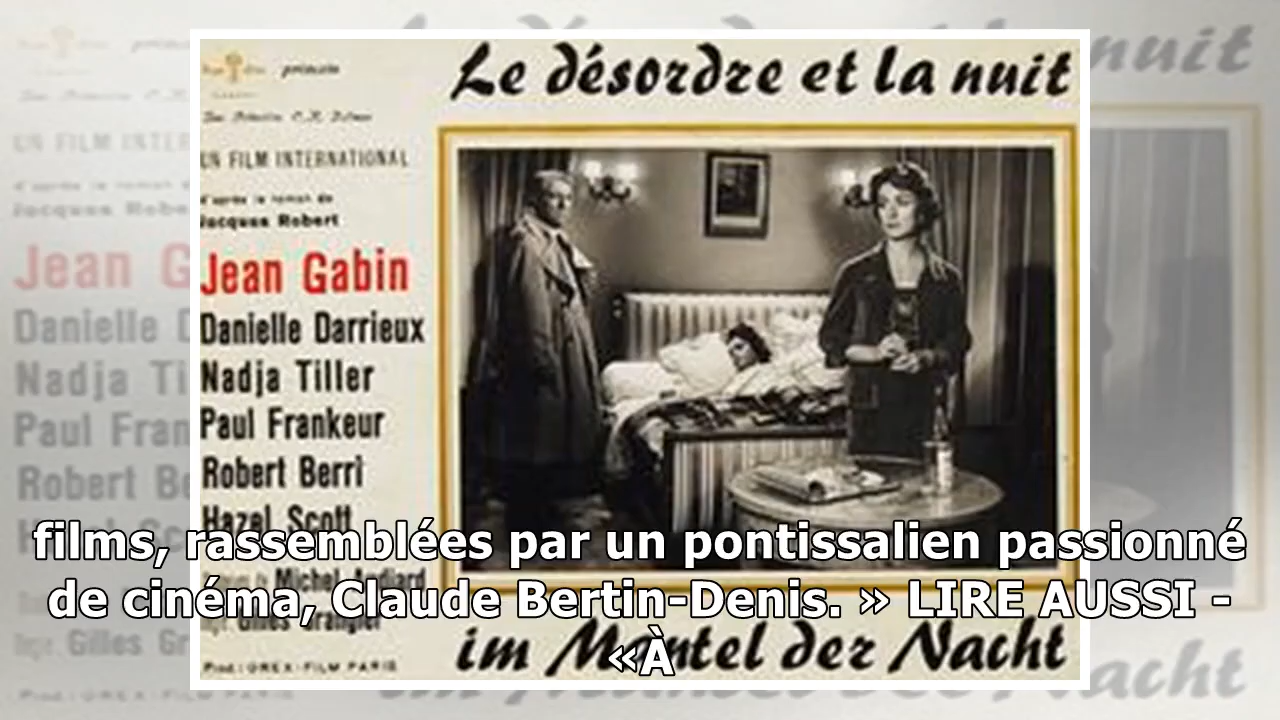 Le désordre et la nuit
princeps
UN FILM INTERNATIONAL
d'après le roman de
Jacques Robert
Jean Gabin
Danielle Darrieux
Nadja Tiller
Paul Frankeur
Robert Berri
Hazel Scott
Michel Audiard
Gilles Grangier
Prod.: OREX-FILM PARIS
im Mantel der Nacht
films, rassemblées par un pontissalien passionné
de cinéma, Claude Bertin-Denis. » LIRE AUSSI -
«À